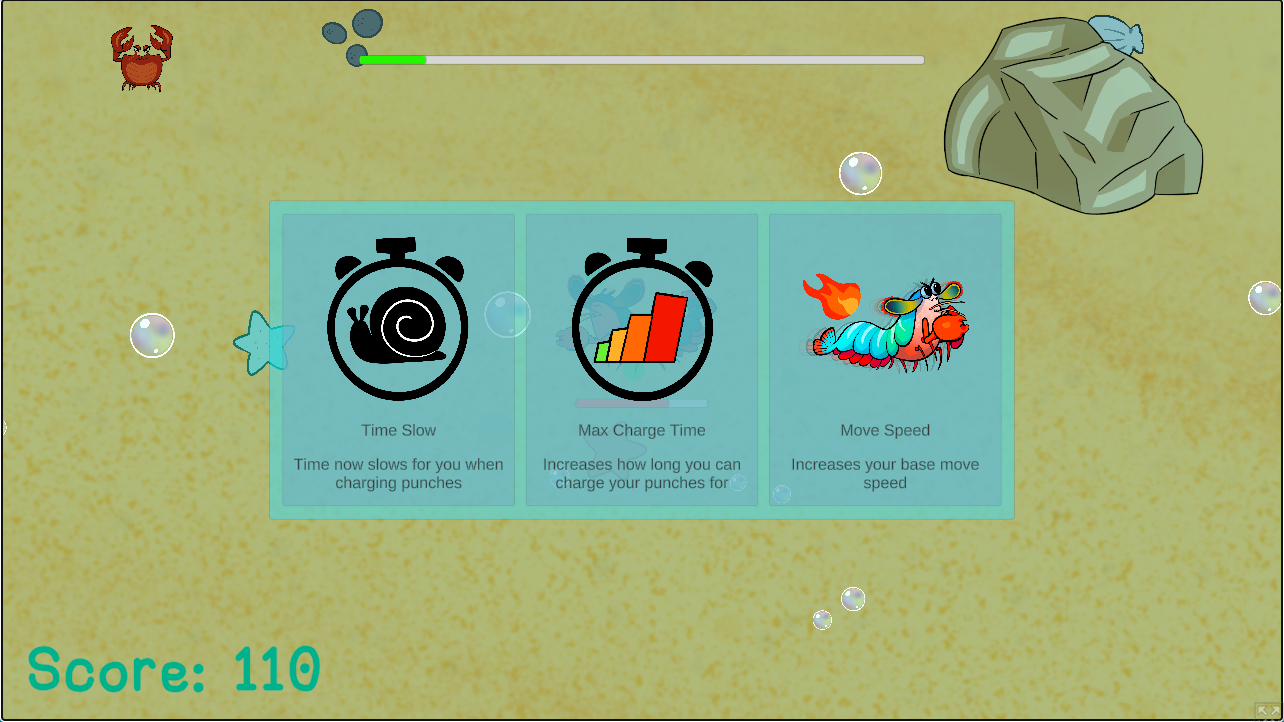 Time Slow
Time now slows for you when
charging punches
Max Charge Time
Increases how long you can
charge your punches for
Move Speed
Increases your base move
speed
Score: 110